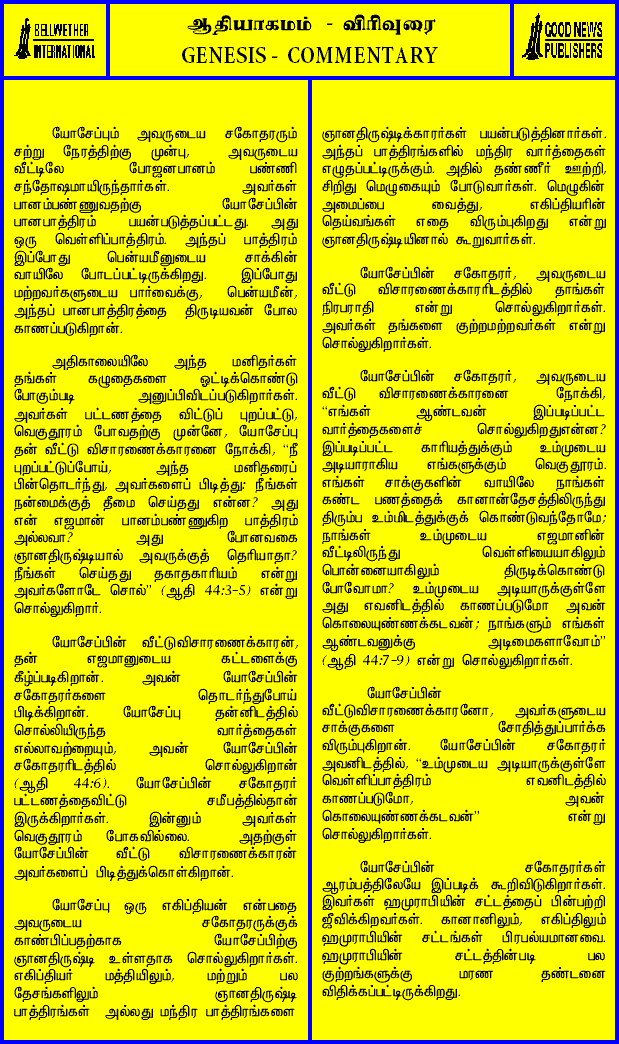 BELLWETHER
INTERNATIONAL
ஆதியாகமம் - விரிவுரை
GENESIS - COMMENTARY
GOOD NEWS
PUBLISHERS
யோசேப்பும் அவருடைய சகோதரரும்
சற்று நேரத்திற்கு முன்பு, அவருடைய
வீட்டிலே போஜனபானம் பண்ணி
சந்தோஷமாயிருந்தார்கள். அவர்கள்
பானம்பண்ணுவதற்கு யோசேப்பின்
பானபாத்திரம் பயன்படுத்தப்பட்டது. அது
ஒரு வெள்ளிப்பாத்திரம். அந்தப் பாத்திரம்
இப்போது பென்யமீனுடைய சாக்கின்
வாயிலே போடப்பட்டிருக்கிறது. இப்போது
மற்றவர்களுடைய பார்வைக்கு, பென்யமீன்,
அந்தப் பானபாத்திரத்தை திருடியவன் போல
காணப்படுகிறான்.
அதிகாலையிலே அந்த மனிதர்கள்
தங்கள் கழுதைகளை ஓட்டிக்கொண்டு
போகும்படி அனுப்பிவிடப்படுகிறார்கள்.
அவர்கள் பட்டணத்தை விட்டுப் புறப்பட்டு,
வெகுதூரம் போவதற்கு முன்னே, யோசேப்பு
தன் வீட்டு விசாரணைக்காரனை நோக்கி, “நீ
புறப்பட்டுப்போய், அந்த மனிதரைப்
பின்தொடர்ந்து, அவர்களைப் பிடித்து: நீங்கள்
நன்மைக்குத் தீமை செய்தது என்ன? அது
என் எஜமான் பானம்பண்ணுகிற பாத்திரம்
அல்லவா? அது போனவகை
ஞானதிருஷ்டியால் அவருக்குத் தெரியாதா?
நீங்கள் செய்தது தகாதகாரியம் என்று
அவர்களோடே சொல்” (ஆதி 44:3-5) என்று
சொல்லுகிறார்.
யோசேப்பின் வீட்டுவிசாரணைக்காரன்,
தன் எஜமானுடைய கட்டளைக்கு
கீழ்ப்படிகிறான். அவன் யோசேப்பின்
சகோதரர்களை தொடர்ந்துபோய்
பிடிக்கிறான். யோசேப்பு தன்னிடத்தில்
சொல்லியிருந்த வார்த்தைகள்
எல்லாவற்றையும், அவன் யோசேப்பின்
சகோதரரிடத்தில் சொல்லுகிறான்
(ஆதி 44:6). யோசேப்பின் சகோதரர்
பட்டணத்தைவிட்டு சமீபத்தில்தான்
இருக்கிறார்கள். இன்னும் அவர்கள்
வெகுதூரம் போகவில்லை. அதற்குள்
யோசேப்பின் வீட்டு விசாரணைக்காரன்
அவர்களைப் பிடித்துக்கொள்கிறான்.
யோசேப்பு ஒரு எகிப்தியன் என்பதை
அவருடைய சகோதரருக்குக்
காண்பிப்பதற்காக யோசேப்பிற்கு
ஞானதிருஷ்டி உள்ளதாக சொல்லுகிறார்கள்.
எகிப்தியர் மத்தியிலும், மற்றும் பல
தேசங்களிலும் ஞானதிருஷ்டி
பாத்திரங்கள் அல்லது மந்திர பாத்திரங்களை
ஞானதிருஷ்டிக்காரர்கள் பயன்படுத்தினார்கள்.
அந்தப் பாத்திரங்களில் மந்திர வார்த்தைகள்
எழுதப்பட்டிருக்கும். அதில் தண்ணீர் ஊற்றி,
சிறிது மெழுகையும் போடுவார்கள். மெழுகின்
அமைப்பை வைத்து, எகிப்தியரின்
தெய்வங்கள் எதை விரும்புகிறது என்று
ஞானதிருஷ்டியினால் கூறுவார்கள்.
யோசேப்பின் சகோதரர், அவருடைய
வீட்டு விசாரணைக்காரரிடத்தில் தாங்கள்
நிரபராதி என்று சொல்லுகிறார்கள்.
அவர்கள் தங்களை குற்றமற்றவர்கள் என்று
சொல்லுகிறார்கள்.
யோசேப்பின் சகோதரர், அவருடைய
வீட்டு விசாரணைக்காரனை நோக்கி,
“எங்கள் ஆண்டவன் இப்படிப்பட்ட
வார்த்தைகளைச் சொல்லுகிறதுஎன்ன?
இப்படிப்பட்ட காரியத்துக்கும் உம்முடைய
அடியாராகிய எங்களுக்கும் வெகுதூரம்.
எங்கள் சாக்குகளின் வாயிலே நாங்கள்
கண்ட பணத்தைக் கானான்தேசத்திலிருந்து
திரும்ப உம்மிடத்துக்குக் கொண்டுவந்தோமே;
நாங்கள் உம்முடைய எஜமானின்
வீட்டிலிருந்து வெள்ளியையாகிலும்
பொன்னையாகிலும் திருடிக்கொண்டு
போவோமா? உம்முடைய அடியாருக்குள்ளே
அது எவனிடத்தில் காணப்படுமோ அவன்
கொலையுண்ணக்கடவன்; நாங்களும் எங்கள்
ஆண்டவனுக்கு அடிமைகளாவோம்”
(ஆதி 44:7-9) என்று சொல்லுகிறார்கள்.
யோசேப்பின்
வீட்டுவிசாரணைக்காரனோ, அவர்களுடைய
சாக்குகளை சோதித்துப்பார்க்க
விரும்புகிறான். யோசேப்பின் சகோதரர்
அவனிடத்தில், “உம்முடைய அடியாருக்குள்ளே
வெள்ளிப்பாத்திரம் எவனிடத்தில்
காணப்படுமோ, அவன்
கொலையுண்ணக்கடவன்” என்று
சொல்லுகிறார்கள்.
யோசேப்பின் சகோதரர்கள்
ஆரம்பத்திலேயே இப்படிக் கூறிவிடுகிறார்கள்.
இவர்கள் ஹமுராபியின் சட்டத்தைப் பின்பற்றி
ஜீவிக்கிறவர்கள். கானானிலும், எகிப்திலும்
ஹமுராபியின் சட்டங்கள் பிரபல்யமானவை.
ஹமுராபியின் சட்டத்தின்படி பல
குற்றங்களுக்கு மரண தண்டனை
விதிக்கப்பட்டிருக்கிறது.